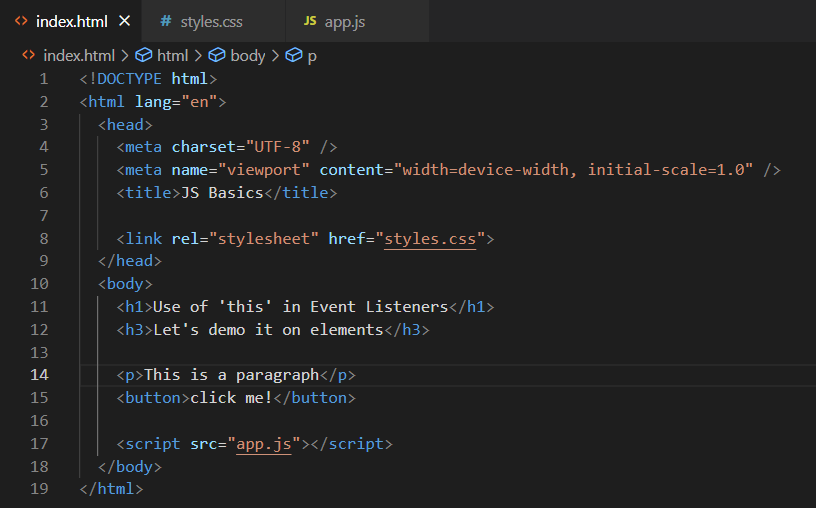 index.html × # styles.css JS app.js
<> index.html > html > body > p
1 <!DOCTYPE html>
2 <html lang="en">
3   <head>
4     <meta charset="UTF-8" />
5     <meta name="viewport" content="width=device-width, initial-scale=1.0" />
6     <title>JS Basics</title>
7
8     <link rel="stylesheet" href="styles.css">
9   </head>
10   <body>
11     <h1>Use of 'this' in Event Listeners</h1>
12     <h3>Let's demo it on elements</h3>
13
14     <p>This is a paragraph</p>
15     <button>click me!</button>
16
17     <script src="app.js"></script>
18   </body>
19 </html>